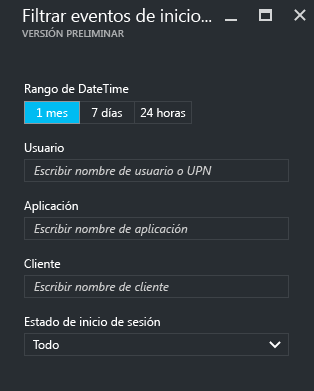 Filtrar eventos de inicio...
VERSIÓN PRELIMINAR
Rango de DateTime
1 mes 7 días 24 horas
Usuario
Escribir nombre de usuario o UPN
Aplicación
Escribir nombre de aplicación
Cliente
Escribir nombre de cliente
Estado de inicio de sesión
Todo